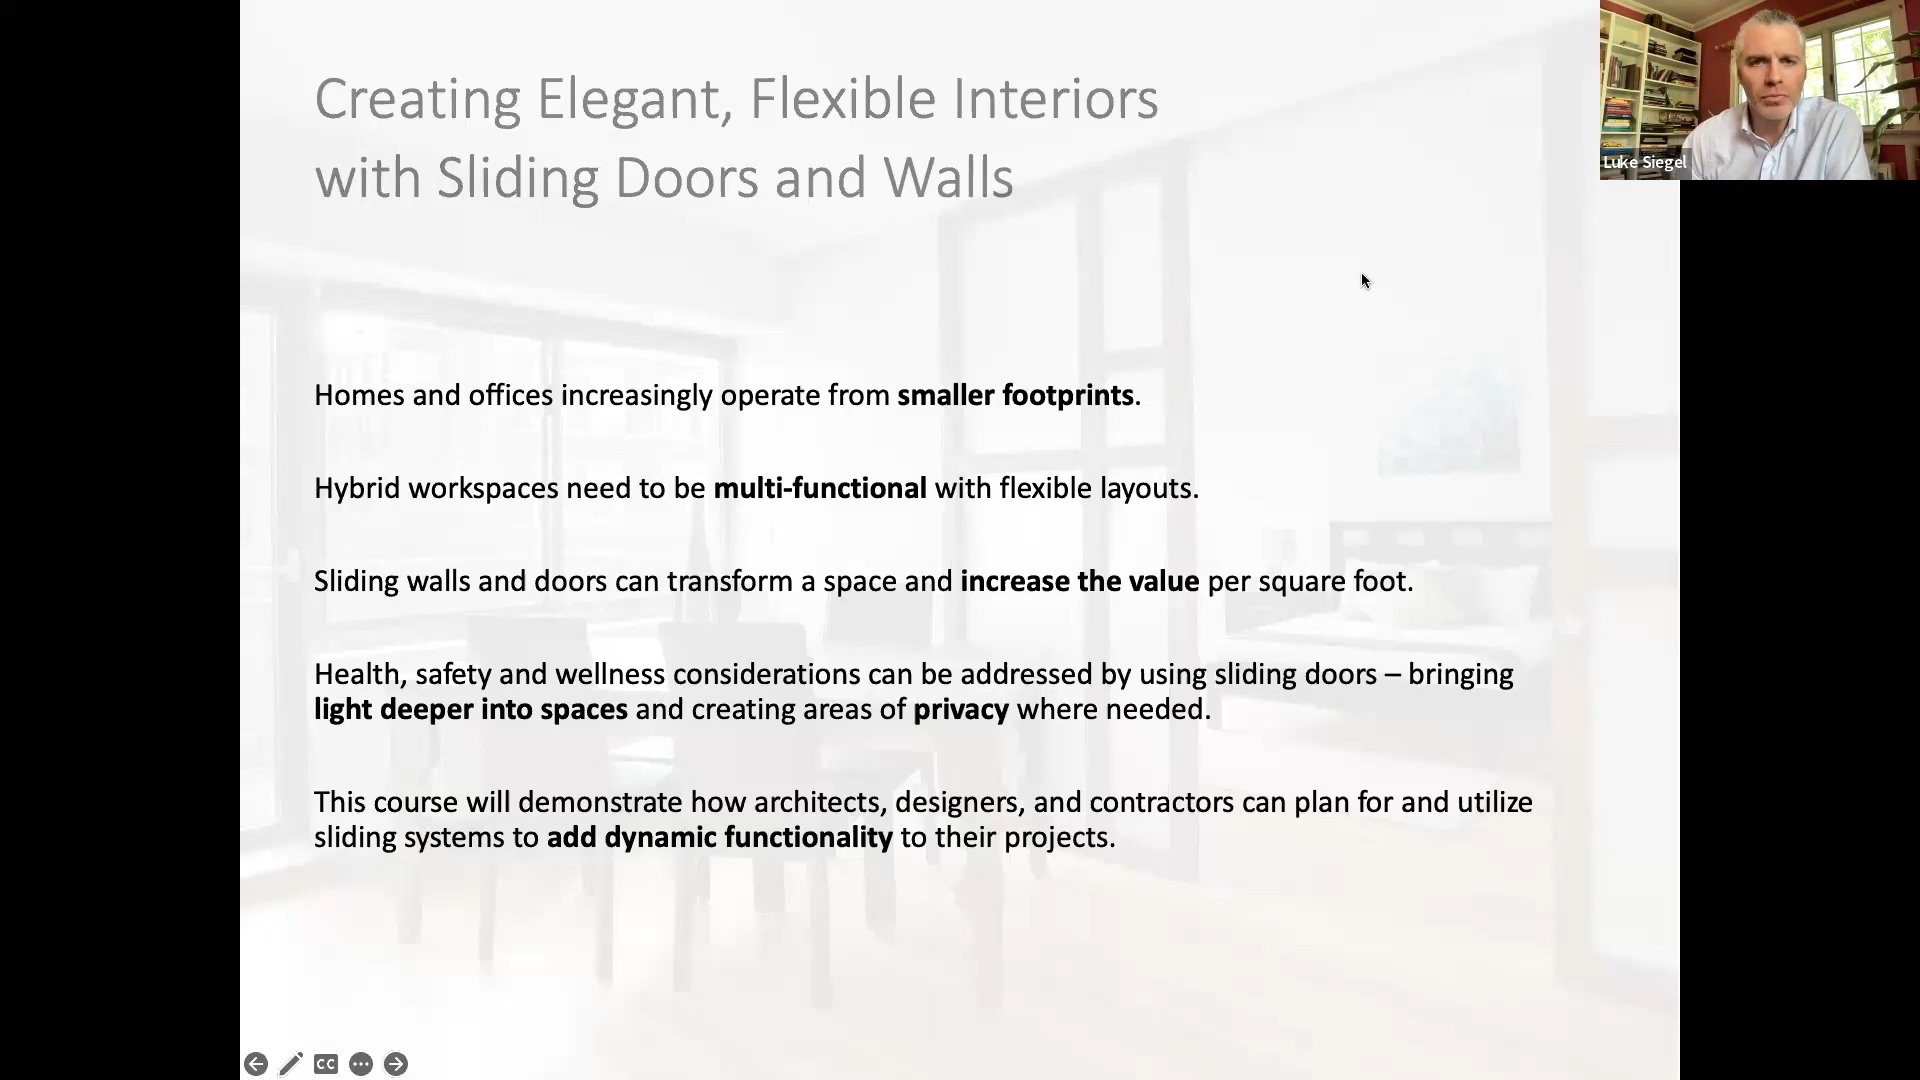 Creating Elegant, Flexible Interiors
with Sliding Doors and Walls
Luke Siegel
Homes and offices increasingly operate from smaller footprints.
Hybrid workspaces need to be multi-functional with flexible layouts.
Sliding walls and doors can transform a space and increase the value per square foot.
Health, safety and wellness considerations can be addressed by using sliding doors – bringing
light deeper into spaces and creating areas of privacy where needed.
This course will demonstrate how architects, designers, and contractors can plan for and utilize
sliding systems to add dynamic functionality to their projects.
CC